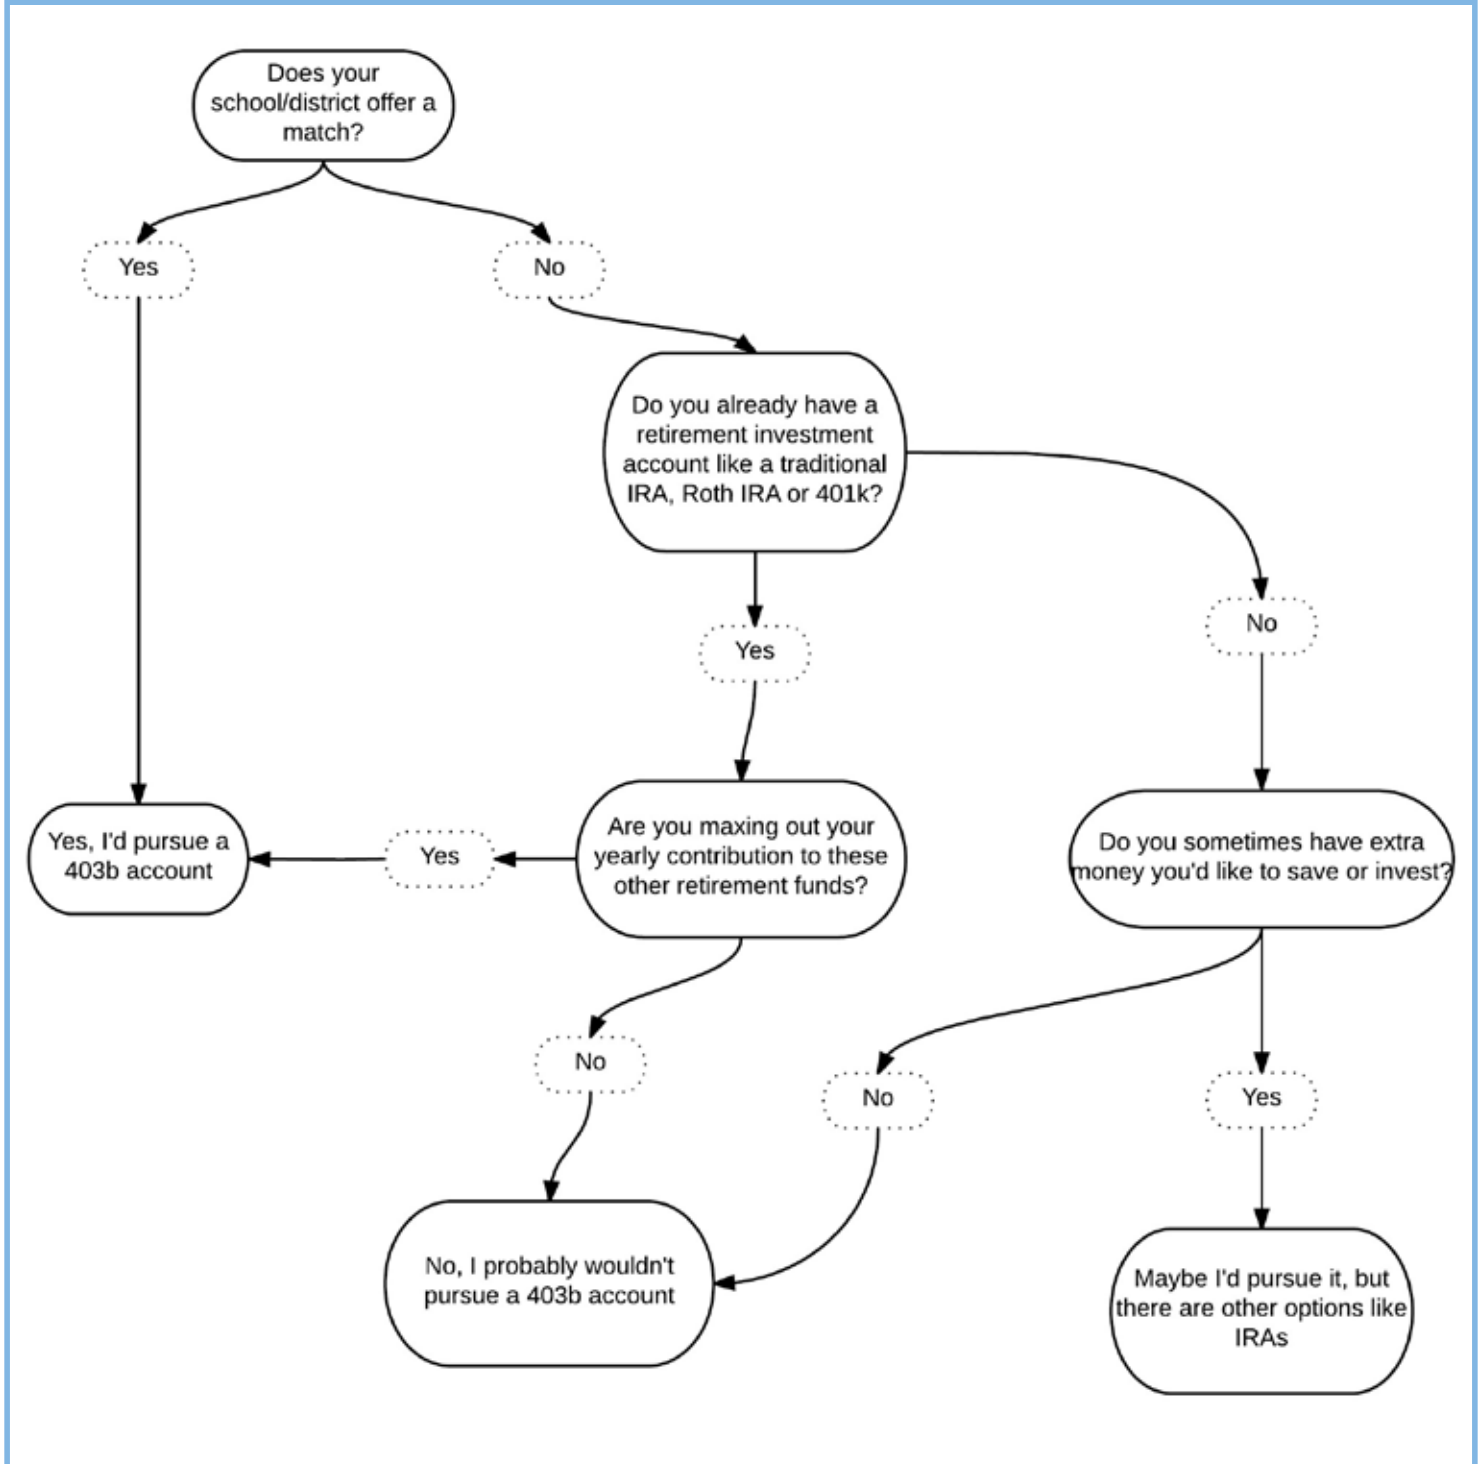 Does your
school/district offer a
match?
Yes
No
Do you already have a
retirement investment
account like a traditional
IRA, Roth IRA or 401k?
No
Yes
Are you maxing out your
yearly contribution to these
other retirement funds?
Yes
Yes, I'd pursue a
403b account
Do you sometimes have extra
money you'd like to save or invest?
No
No
Yes
No, I probably wouldn't
pursue a 403b account
Maybe I'd pursue it, but
there are other options like
IRAs